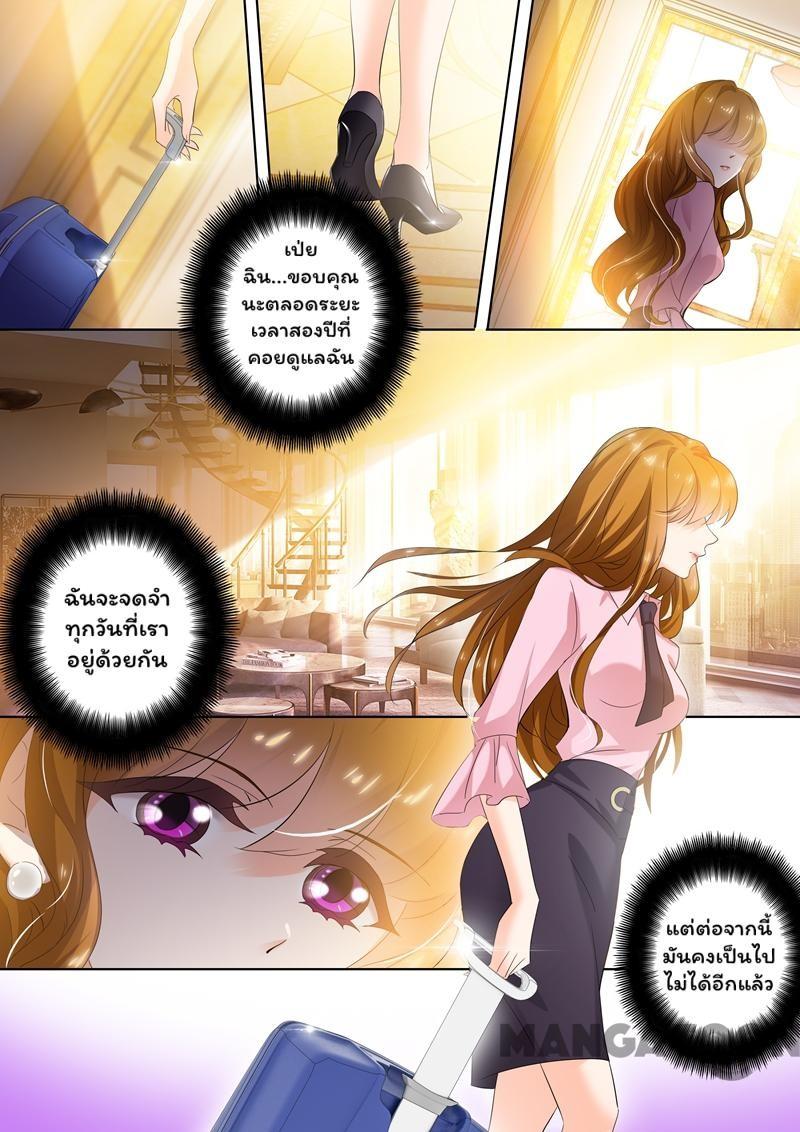 เป่ย
ฉิน...ขอบคุณ
นะตลอดระยะ
เวลาสองปีที่
คอยดูแลฉัน
ฉันจะจดจำ
ทุกวันที่เรา
อยู่ด้วยกัน
แต่ต่อจากนี้
มันคงเป็นไป
ไม่ได้อีกแล้ว